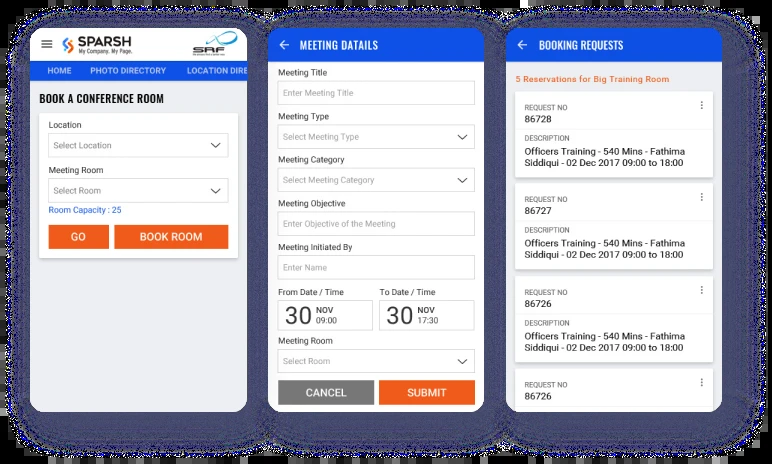 SPARSH
My Company. My Page.
SRF
HOME PHOTO DIRECTORY LOCATION DIRE
BOOK A CONFERENCE ROOM
Location
Select Location
Meeting Room
Select Room
Room Capacity : 25
GO BOOK ROOM
MEETING DATAILS
Meeting Title
Enter Meeting Title
Meeting Type
Select Meeting Type
Meeting Category
Select Meeting Category
Meeting Objective
Enter Objective of the Meeting
Meeting Initiated By
Enter Name
From Date / Time To Date / Time
30 NOV 09:00 30 NOV 17:30
Meeting Room
Select Room
CANCEL SUBMIT
BOOKING REQUESTS
5 Reservations for Big Training Room
REQUEST NO
86728
DESCRIPTION
Officers Training - 540 Mins - Fathima
Siddiqui - 02 Dec 2017 09:00 to 18:00
REQUEST NO
86727
DESCRIPTION
Officers Training - 540 Mins - Fathima
Siddiqui - 02 Dec 2017 09:00 to 18:00
REQUEST NO
86726
DESCRIPTION
Officers Training - 540 Mins - Fathima
Siddiqui - 02 Dec 2017 09:00 to 18:00
REQUEST NO
86726